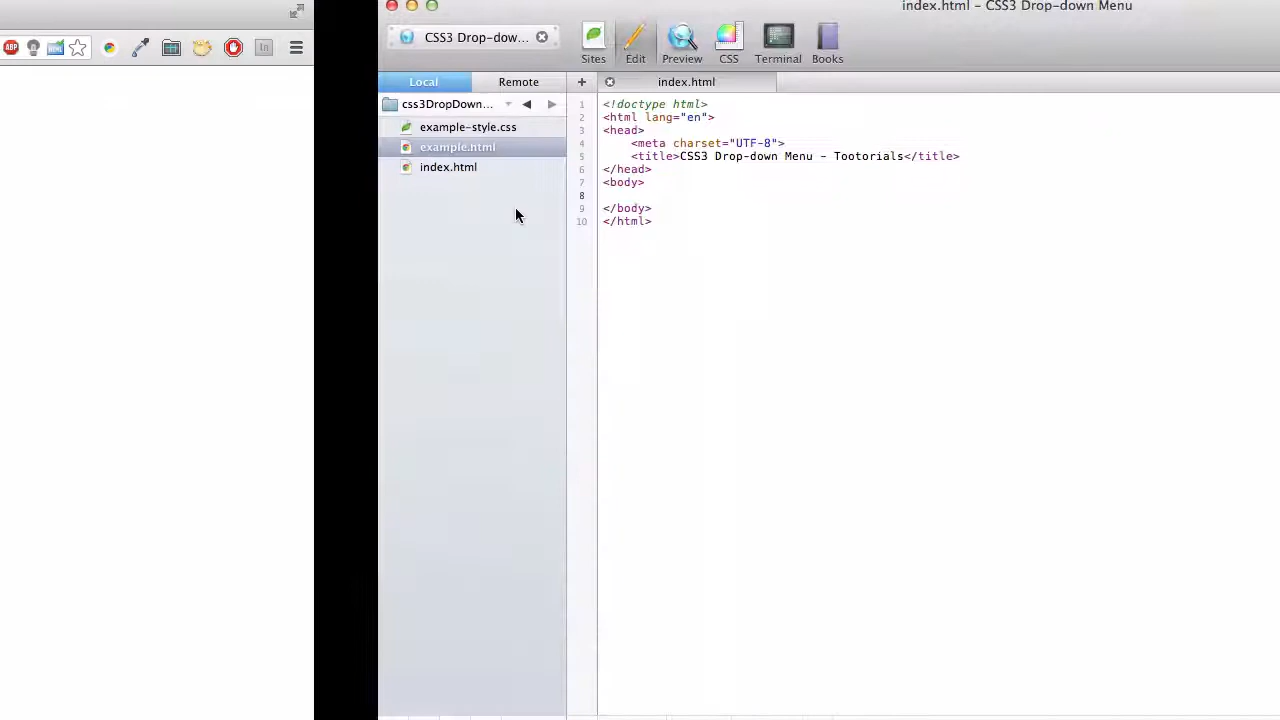 index.html – CSS3 Drop-down Menu
ABP
In
CSS3 Drop-dow...
Sites
Edit
Preview
CSS
Terminal
Books
Local
Remote
+
index.html
css3DropDown...
example-style.css
example.html
index.html
1 <!doctype html>
2 <html lang="en">
3 <head>
4 <meta charset="UTF-8">
5 <title>CSS3 Drop-down Menu - Tootorials</title>
6 </head>
7 <body>
8
9 </body>
10 </html>